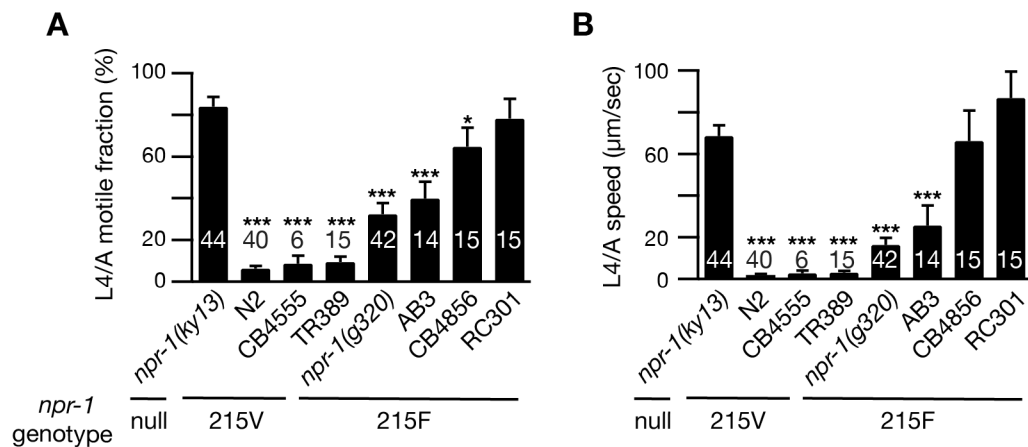 A
L4/A motile fraction (%)
100
60
20
0
*** *** *** *** *** *
44 40 6 15 42 14 15 15
npr-1(ky13) N2 CB4555 TR389 npr-1(g320) AB3 CB4856 RC301
npr-1
genotype
null 215V 215F
B
L4/A speed (µm/sec)
100
60
20
0
*** *** *** *** ***
44 40 6 15 42 14 15 15
npr-1(ky13) N2 CB4555 TR389 npr-1(g320) AB3 CB4856 RC301
null 215V 215F